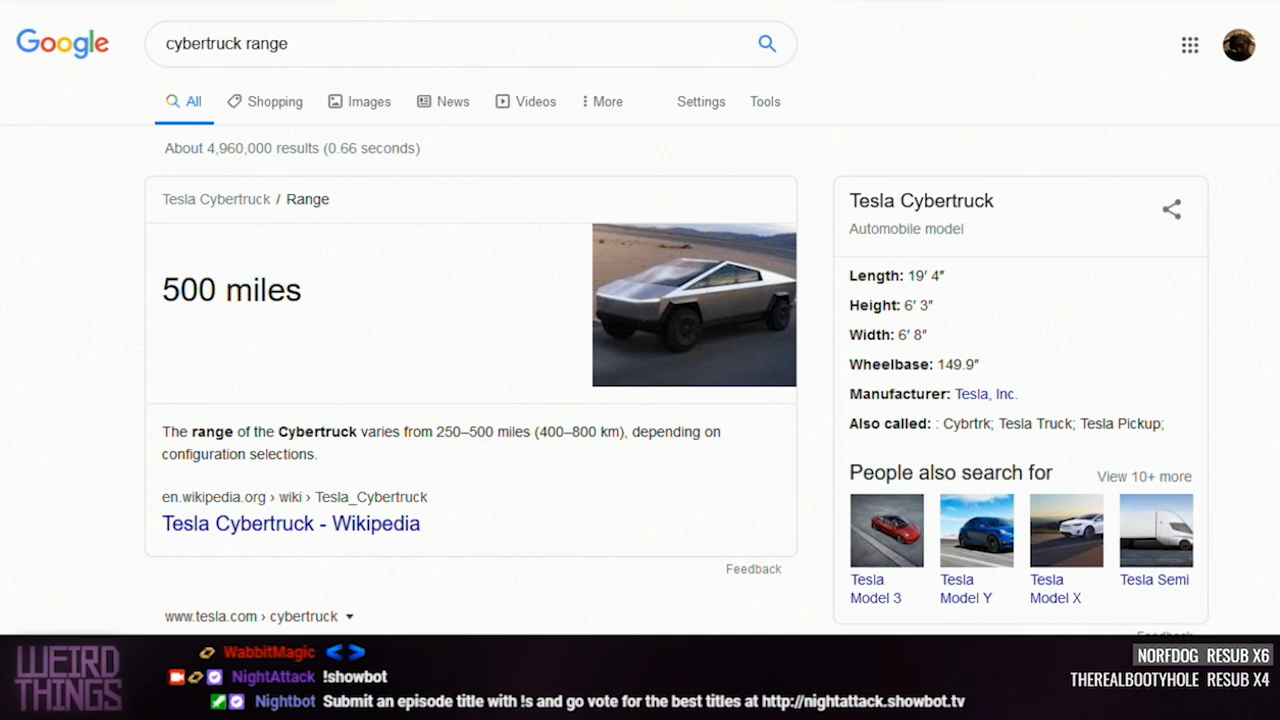 Google
cybertruck range
All
Shopping
Images
News
Videos
More
Settings
Tools
About 4,960,000 results (0.66 seconds)
Tesla Cybertruck / Range
500 miles
The range of the Cybertruck varies from 250–500 miles (400–800 km), depending on
configuration selections.
en.wikipedia.org › wiki › Tesla_Cybertruck
Tesla Cybertruck - Wikipedia
Feedback
www.tesla.com › cybertruck
Tesla Cybertruck
Automobile model
Length: 19′ 4″
Height: 6′ 3″
Width: 6′ 8″
Wheelbase: 149.9″
Manufacturer: Tesla, Inc.
Also called: : Cybrtrk; Tesla Truck; Tesla Pickup;
People also search for
View 10+ more
Tesla
Model 3
Tesla
Model Y
Tesla
Model X
Tesla Semi
Feedback
WEIRD
THINGS
WabbitMagic < >
NightAttack !showbot
Nightbot Submit an episode title with !s and go vote for the best titles at http://nightattack.showbot.tv
NORFDOG RESUB X6
THEREALBOOTYHOLE RESUB X4